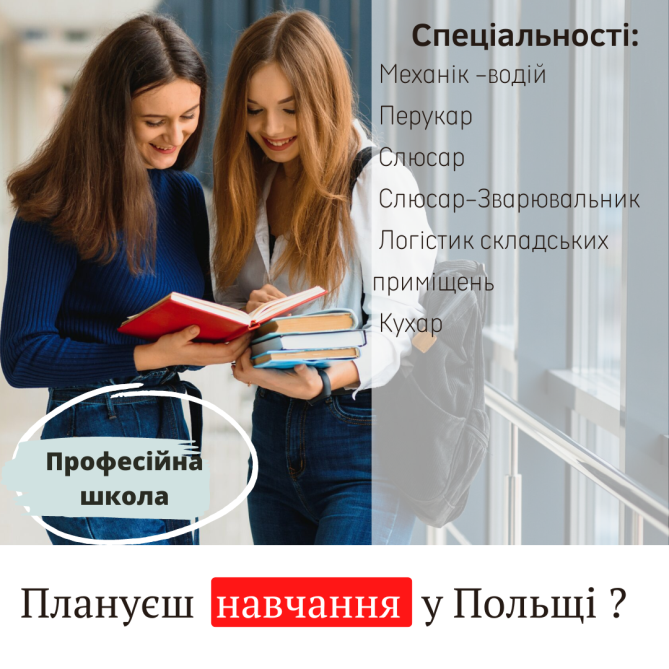 Спеціальності:
Механік –водій
Перукар
Слюсар
Слюсар–Зварювальник
Логістик складських
приміщень
Кухар
Професійна
школа
Плануєш навчання у Польщі ?